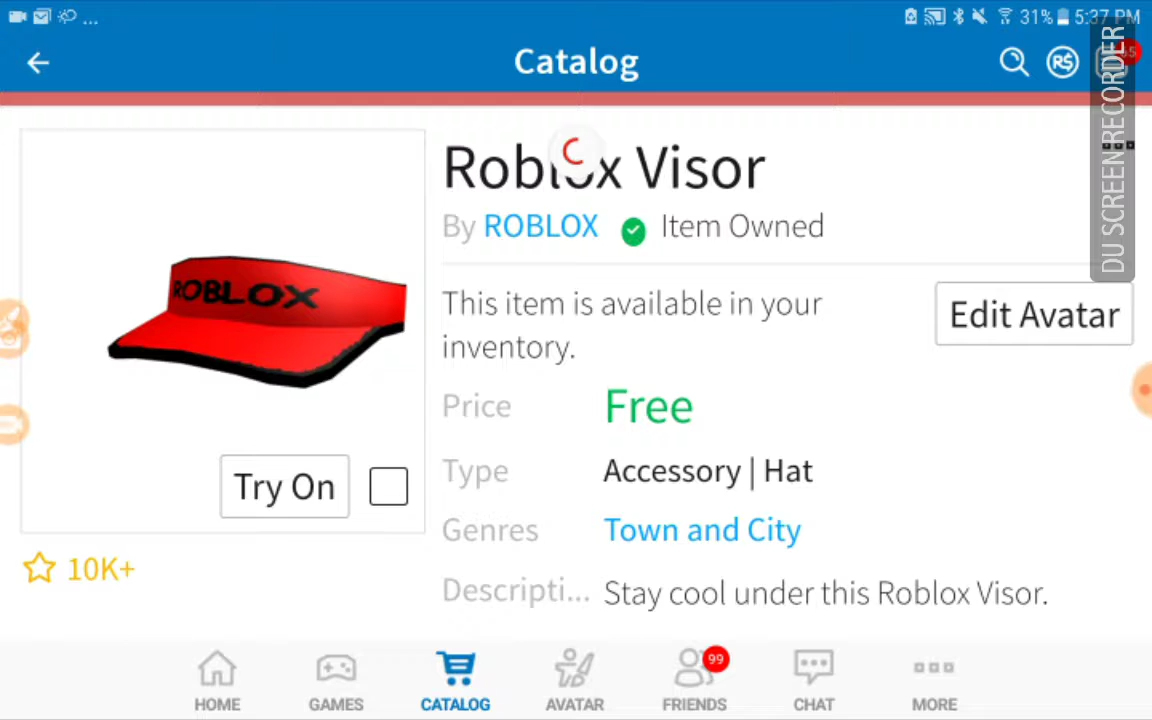 ... 31% 5:37 PM
Catalog
R$
DU SCREEN RECORDER
Roblox Visor
By ROBLOX Item Owned
This item is available in your
inventory.
Edit Avatar
ROBLOX
Price Free
Try On
Type Accessory | Hat
Genres Town and City
10K+
Descripti... Stay cool under this Roblox Visor.
99
HOME GAMES CATALOG AVATAR FRIENDS CHAT MORE